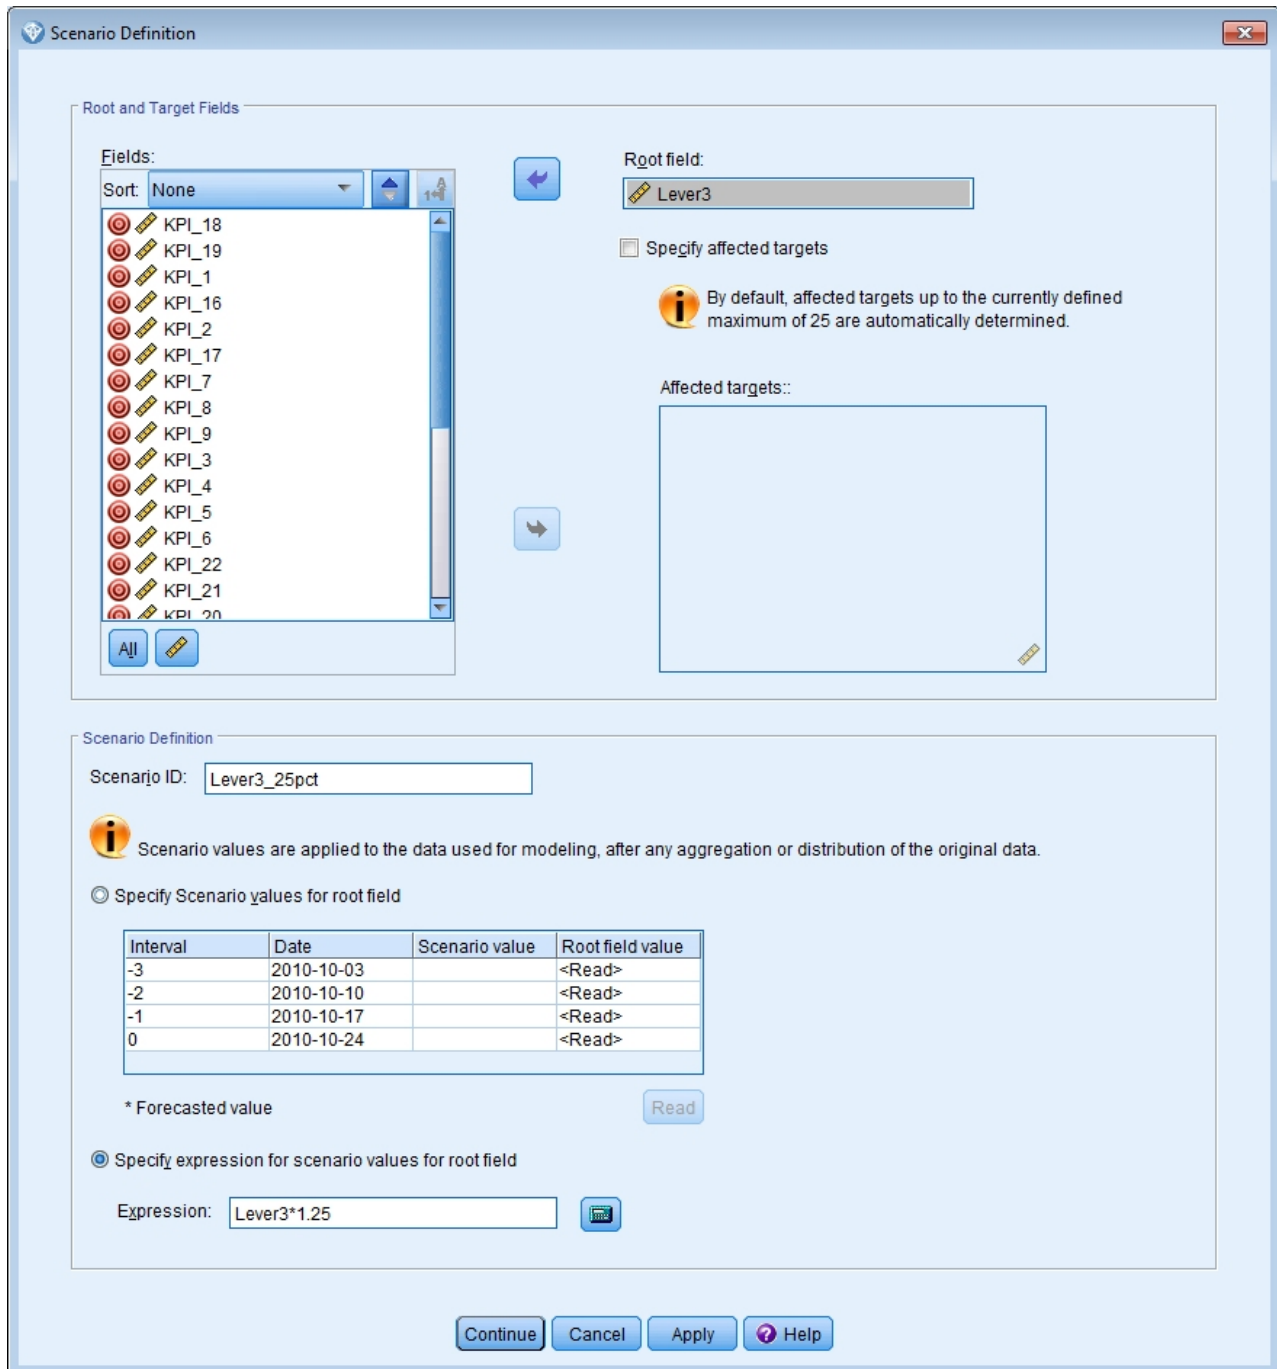 Scenario Definition
Root and Target Fields
Fields:
Sort: None
KPI_18
KPI_19
KPI_1
KPI_16
KPI_2
KPI_17
KPI_7
KPI_8
KPI_9
KPI_3
KPI_4
KPI_5
KPI_6
KPI_22
KPI_21
KPI_20
All
Root field:
Lever3
Specify affected targets
By default, affected targets up to the currently defined
maximum of 25 are automatically determined.
Affected targets::
Scenario Definition
Scenario ID: Lever3_25pct
Scenario values are applied to the data used for modeling, after any aggregation or distribution of the original data.
Specify Scenario values for root field
Interval Date Scenario value Root field value
-3 2010-10-03 <Read>
-2 2010-10-10 <Read>
-1 2010-10-17 <Read>
0 2010-10-24 <Read>
* Forecasted value Read
Specify expression for scenario values for root field
Expression: Lever3*1.25
Continue Cancel Apply Help